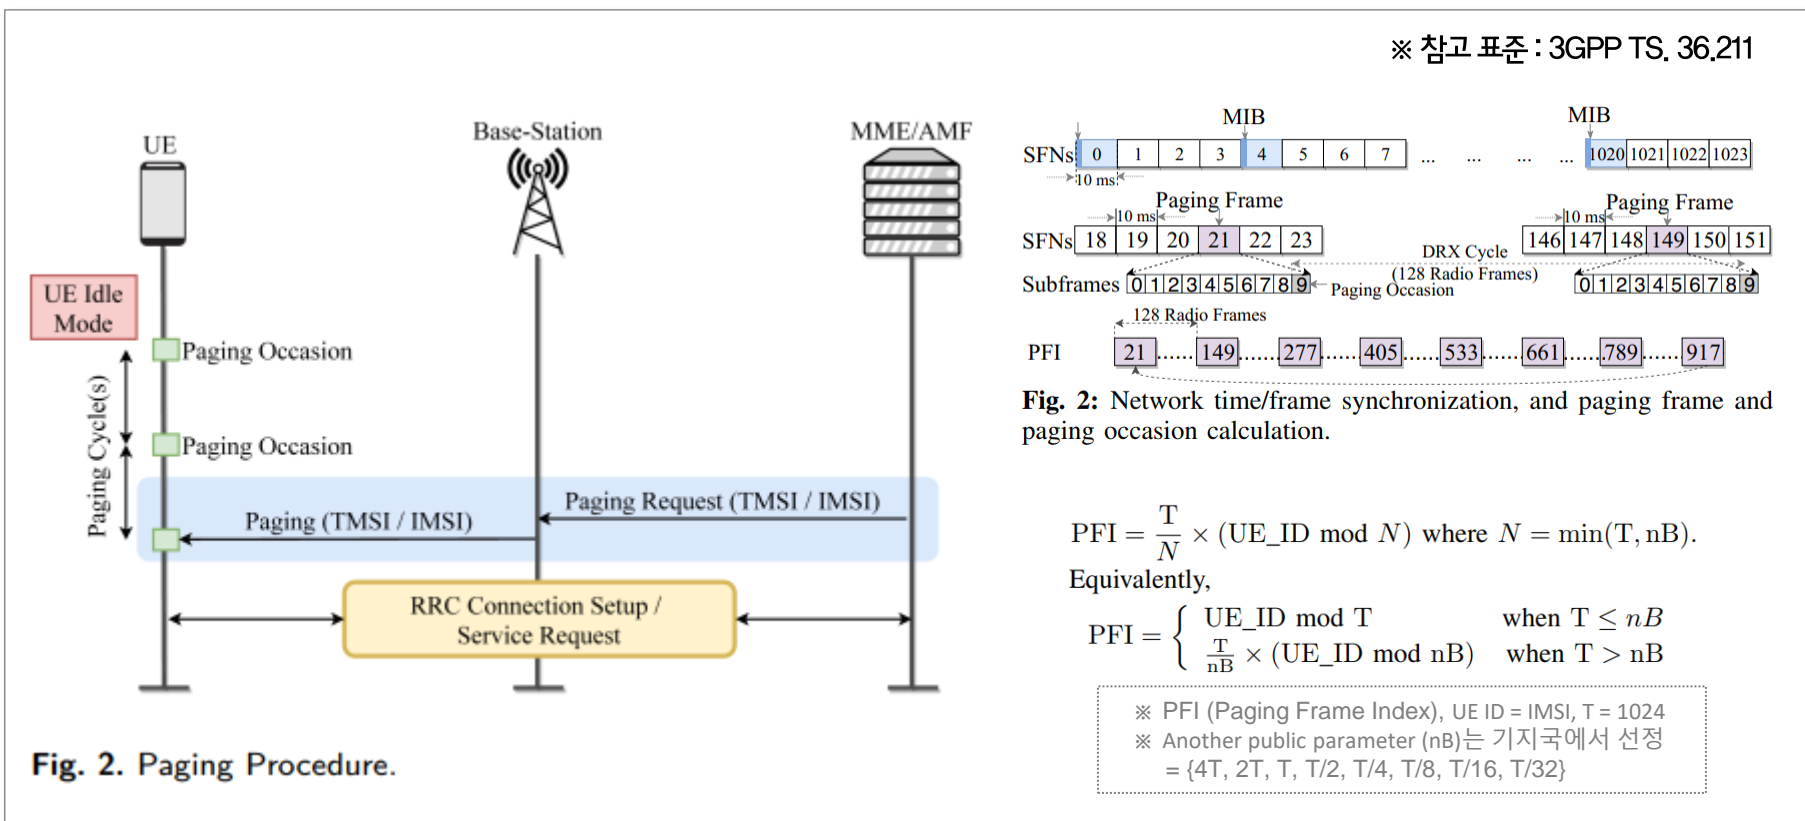 ※ 참고 표준 : 3GPP TS. 36.211
UE
Base-Station
MME/AMF
UE Idle
Mode
Paging Occasion
Paging Occasion
Paging Cycle(s)
Paging Request (TMSI / IMSI)
Paging (TMSI / IMSI)
RRC Connection Setup /
Service Request
Fig. 2. Paging Procedure.
MIB
MIB
SFNs 0 1 2 3 4 5 6 7 ... ... ... ... 1020 1021 1022 1023
10 ms
Paging Frame
Paging Frame
10 ms
10 ms
SFNs 18 19 20 21 22 23
146 147 148 149 150 151
DRX Cycle
(128 Radio Frames)
Subframes 0 1 2 3 4 5 6 7 8 9
Paging Occasion
0 1 2 3 4 5 6 7 8 9
128 Radio Frames
PFI 21 ...... 149 ....... 277 ...... 405 ...... 533 ...... 661 ...... 789 ...... 917
Fig. 2: Network time/frame synchronization, and paging frame and
paging occasion calculation.
PFI = T/N × (UE_ID mod N) where N = min(T, nB).
Equivalently,
PFI = { UE_ID mod T when T ≤ nB
T/nB × (UE_ID mod nB) when T > nB
※ PFI (Paging Frame Index), UE ID = IMSI, T = 1024
※ Another public parameter (nB)는 기지국에서 선정
= {4T, 2T, T, T/2, T/4, T/8, T/16, T/32}